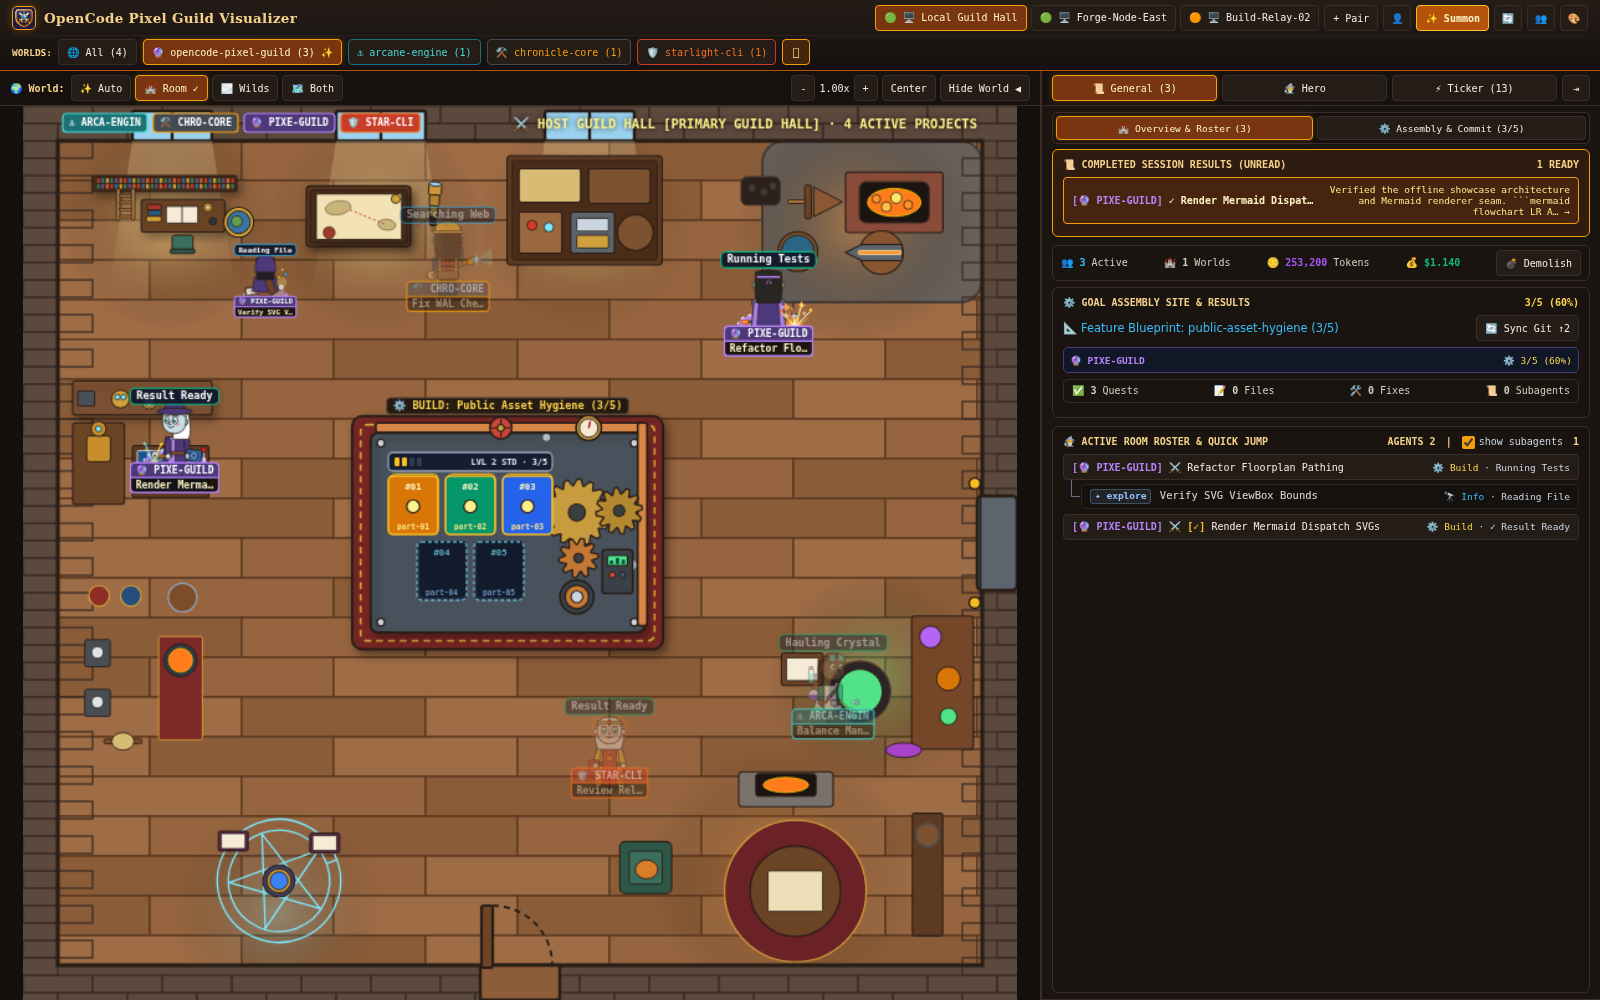 OpenCode Pixel Guild Visualizer
Local Guild Hall
Forge-Node-East
Build-Relay-02
+ Pair
Summon
WORLDS:
All (4)
opencode-pixel-guild (3)
arcane-engine (1)
chronicle-core (1)
starlight-cli (1)
World:
Auto
Room ✓
Wilds
Both
-
1.00x
+
Center
Hide World ◀
General (3)
Hero
Ticker (13)
⇥
ARCA-ENGIN
CHRO-CORE
PIXE-GUILD
STAR-CLI
HOST GUILD HALL [PRIMARY GUILD HALL] · 4 ACTIVE PROJECTS
Searching Web
Reading File
PIXE-GUILD
Verify SVG V…
CHRO-CORE
Fix WAL Che…
Running Tests
PIXE-GUILD
Refactor Flo…
Result Ready
PIXE-GUILD
Render Merma…
BUILD: Public Asset Hygiene (3/5)
LVL 2 STD · 3/5
#01
#02
#03
part-01
part-02
part-03
#04
#05
part-04
part-05
Hauling Crystal
ARCA-ENGIN
Balance Man…
Result Ready
STAR-CLI
Review Rel…
Overview & Roster (3)
Assembly & Commit (3/5)
COMPLETED SESSION RESULTS (UNREAD)
1 READY
[PIXE-GUILD] ✓ Render Mermaid Dispat…
Verified the offline showcase architecture
and Mermaid renderer seam. ```mermaid
flowchart LR A… →
3 Active
1 Worlds
253,200 Tokens
$1.140
Demolish
GOAL ASSEMBLY SITE & RESULTS
3/5 (60%)
Feature Blueprint: public-asset-hygiene (3/5)
Sync Git ↑2
PIXE-GUILD
3/5 (60%)
3 Quests
0 Files
0 Fixes
0 Subagents
ACTIVE ROOM ROSTER & QUICK JUMP
AGENTS 2 |
show subagents 1
[PIXE-GUILD] Refactor Floorplan Pathing
Build · Running Tests
✦ explore Verify SVG ViewBox Bounds
Info · Reading File
[PIXE-GUILD] [✓] Render Mermaid Dispatch SVGs
Build · ✓ Result Ready